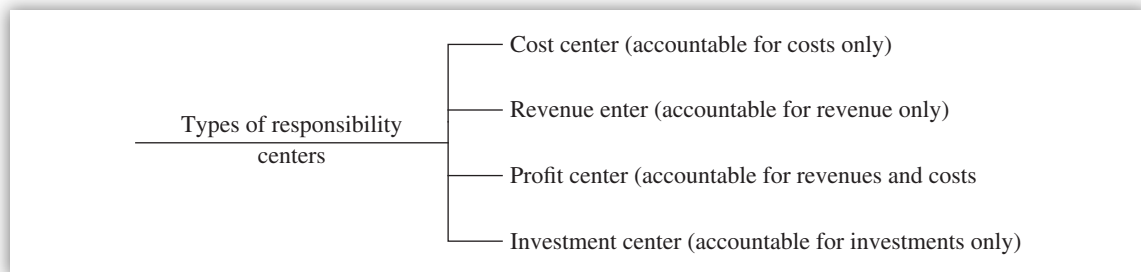 Types of responsibility
centers
Cost center (accountable for costs only)
Revenue enter (accountable for revenue only)
Profit center (accountable for revenues and costs
Investment center (accountable for investments only)